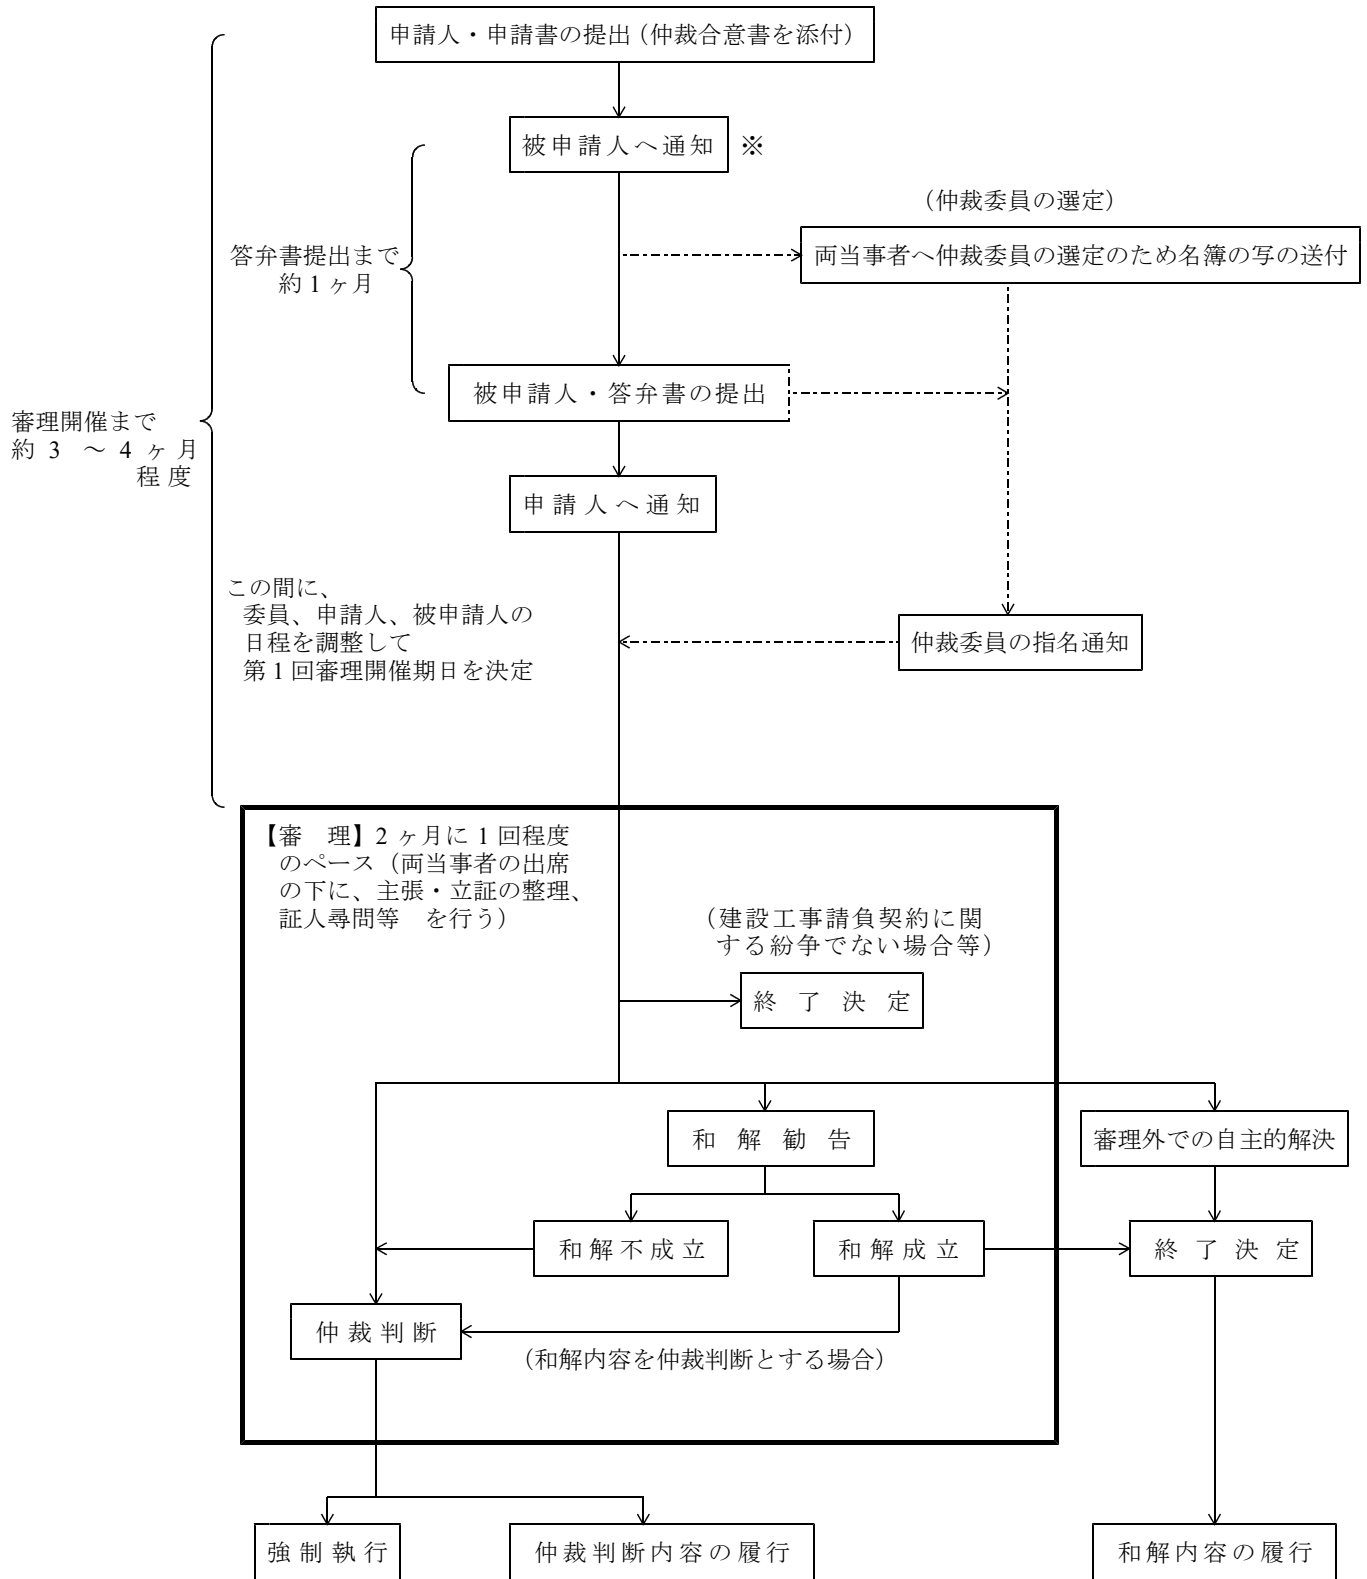 申請人・申請書の提出（仲裁合意書を添付）
被申請人へ通知 ※
（仲裁委員の選定）
両当事者へ仲裁委員の選定のため名簿の写の送付
答弁書提出まで
約１ヶ月
被申請人・答弁書の提出
審理開催まで
約 3 ～ 4 ヶ月
程度
申請人へ通知
この間に、
委員、申請人、被申請人の
日程を調整して
第１回審理開催期日を決定
仲裁委員の指名通知
【審　理】2 ヶ月に 1 回程度
のペース（両当事者の出席
の下に、主張・立証の整理、
証人尋問等　を行う）
（建設工事請負契約に関
する紛争でない場合等）
終 了 決 定
和 解 勧 告
審理外での自主的解決
和解不成立
和解成立
終 了 決 定
仲裁判断
（和解内容を仲裁判断とする場合）
強制執行
仲裁判断内容の履行
和解内容の履行